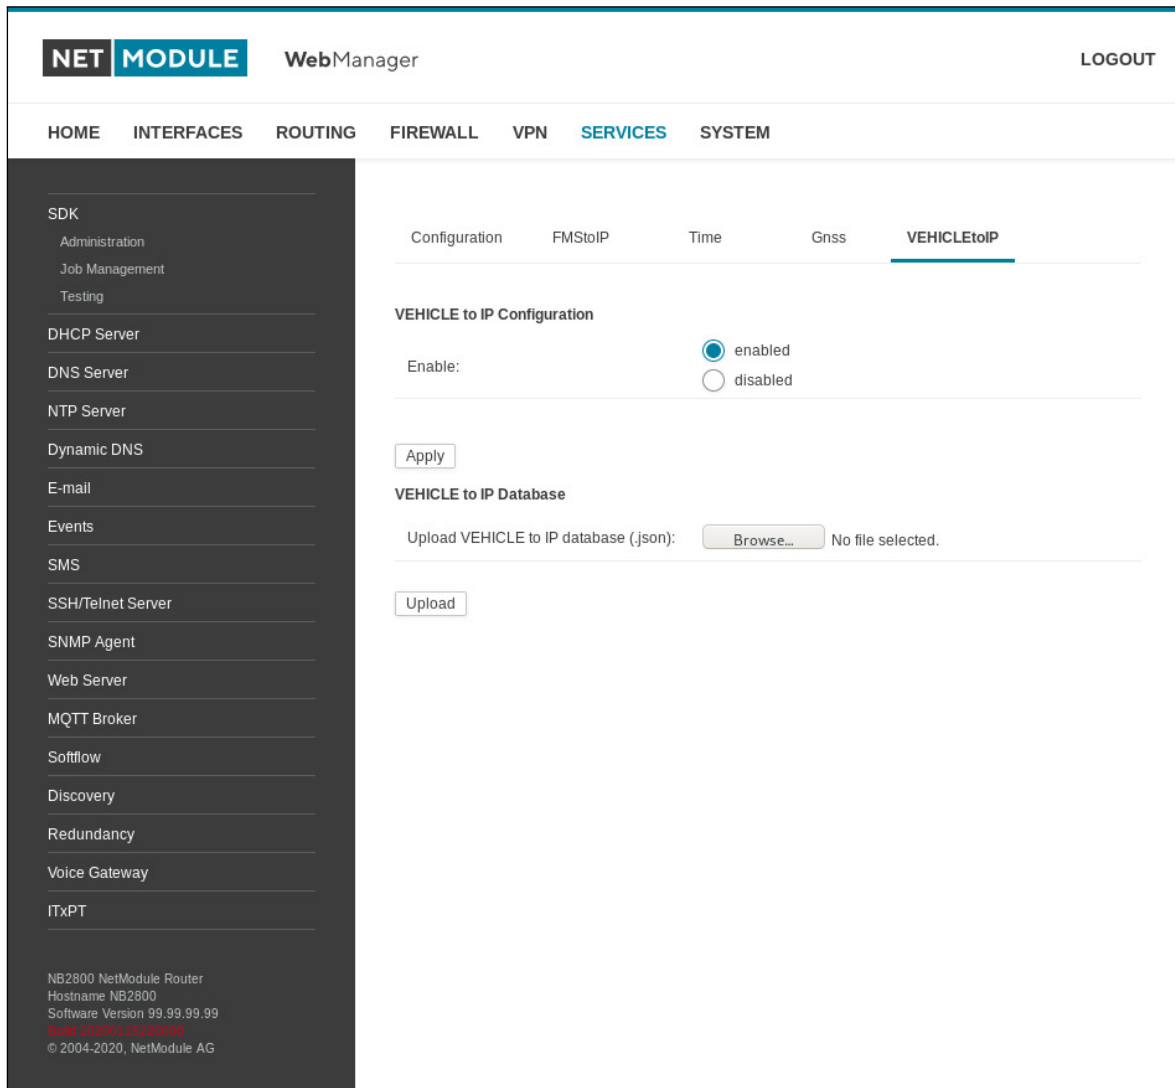 NET MODULE WebManager LOGOUT
HOME INTERFACES ROUTING FIREWALL VPN SERVICES SYSTEM
SDK
Administration
Job Management
Testing
DHCP Server
DNS Server
NTP Server
Dynamic DNS
E-mail
Events
SMS
SSH/Telnet Server
SNMP Agent
Web Server
MQTT Broker
Softflow
Discovery
Redundancy
Voice Gateway
ITxPT
NB2800 NetModule Router
Hostname NB2800
Software Version 99.99.99.99
Build
© 2004-2020, NetModule AG
Configuration FMStoIP Time Gnss VEHICLEtoIP
VEHICLE to IP Configuration
Enable:
enabled
disabled
Apply
VEHICLE to IP Database
Upload VEHICLE to IP database (.json): Browse... No file selected.
Upload